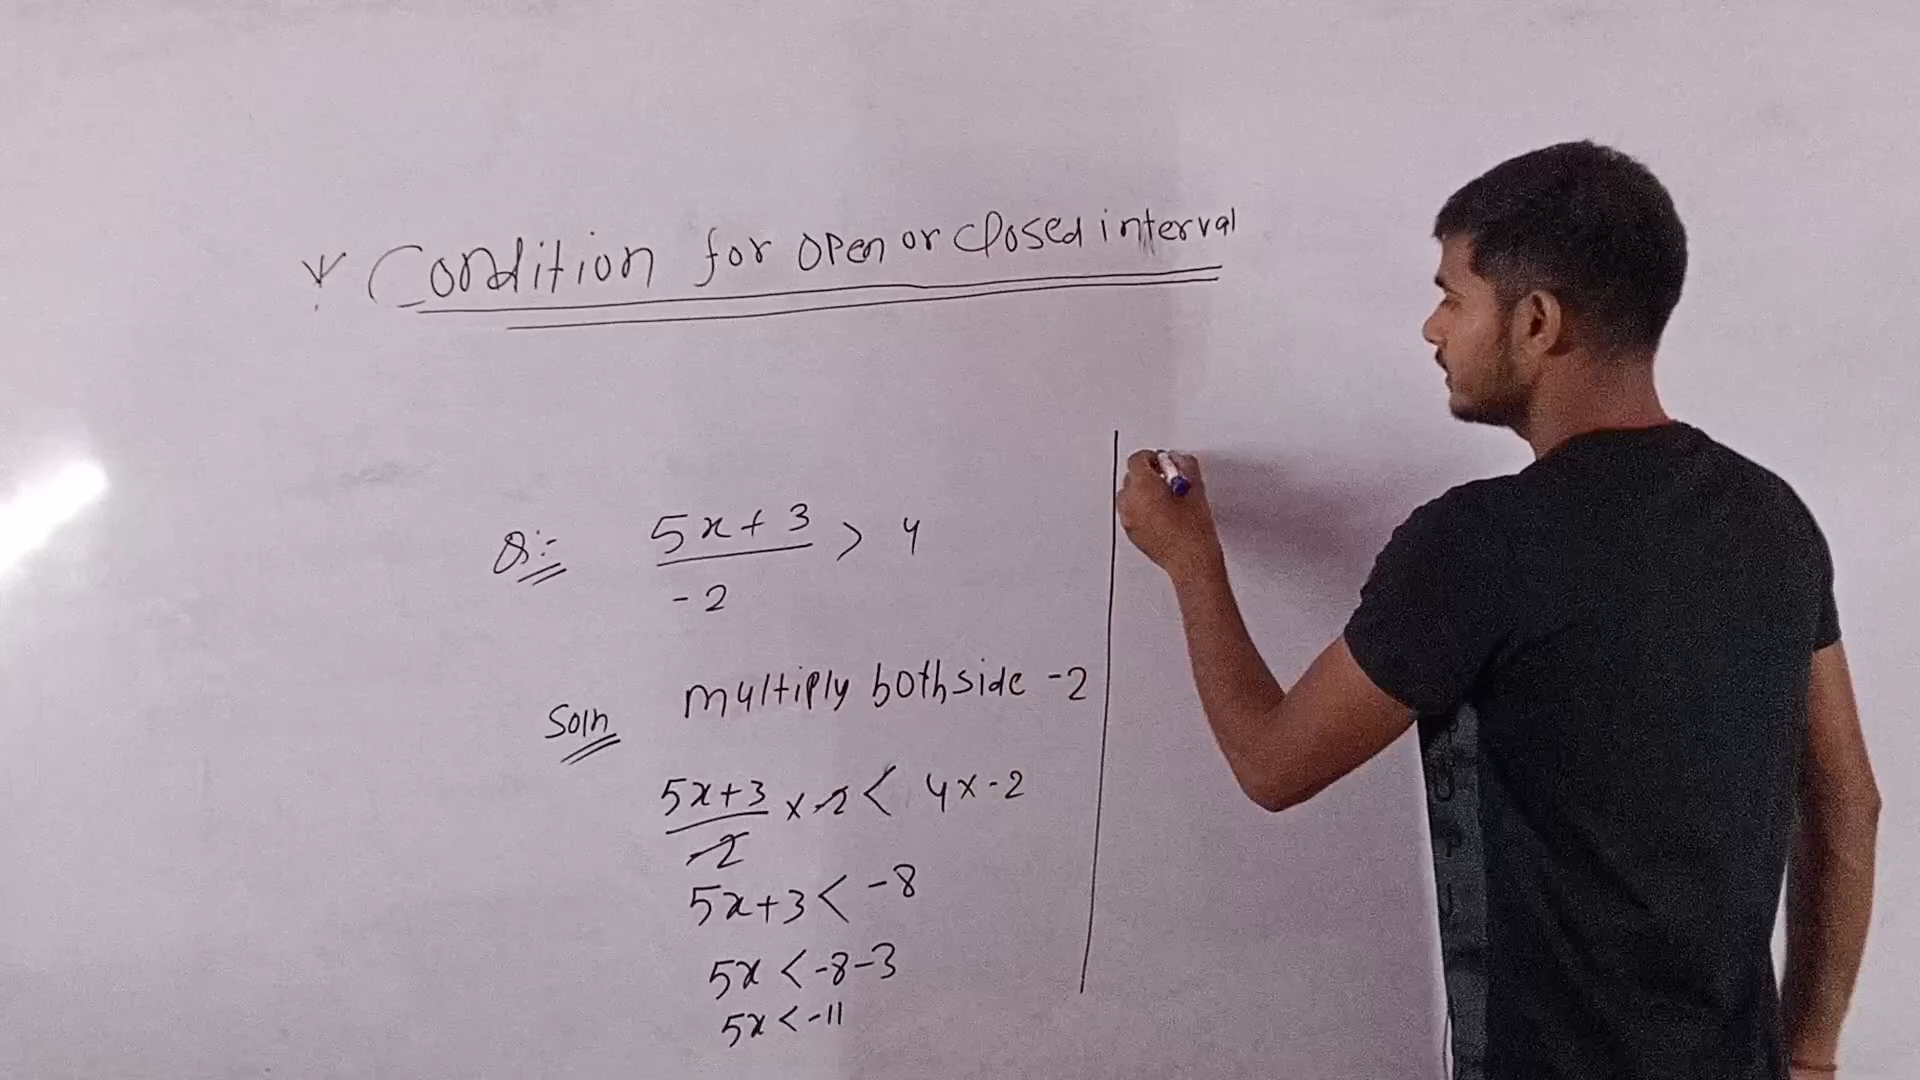 Condition for open or closed interval
Q:- 5x+3/-2 > 4
Soln multiply bothside -2
5x+3/-2 x -2 < 4x-2
5x+3 < -8
5x < -8-3
5x < -11